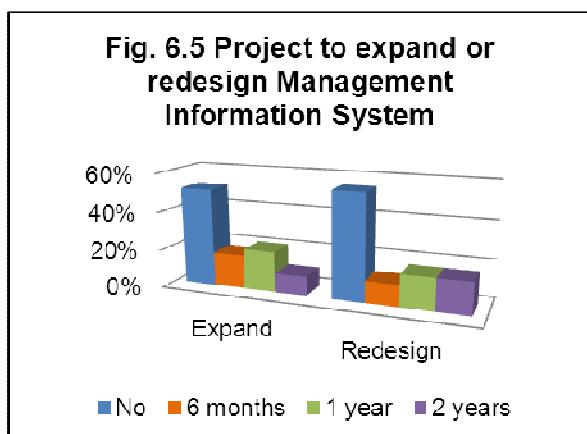 Fig. 6.5 Project to expand or
redesign Management
Information System
60%
40%
20%
0%
Expand
Redesign
No 6 months 1 year 2 years